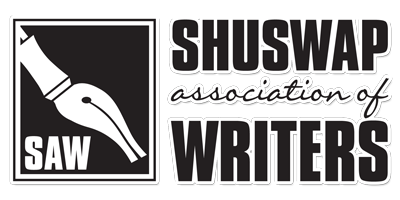 SAW
SHUSWAP
association of
WRITERS